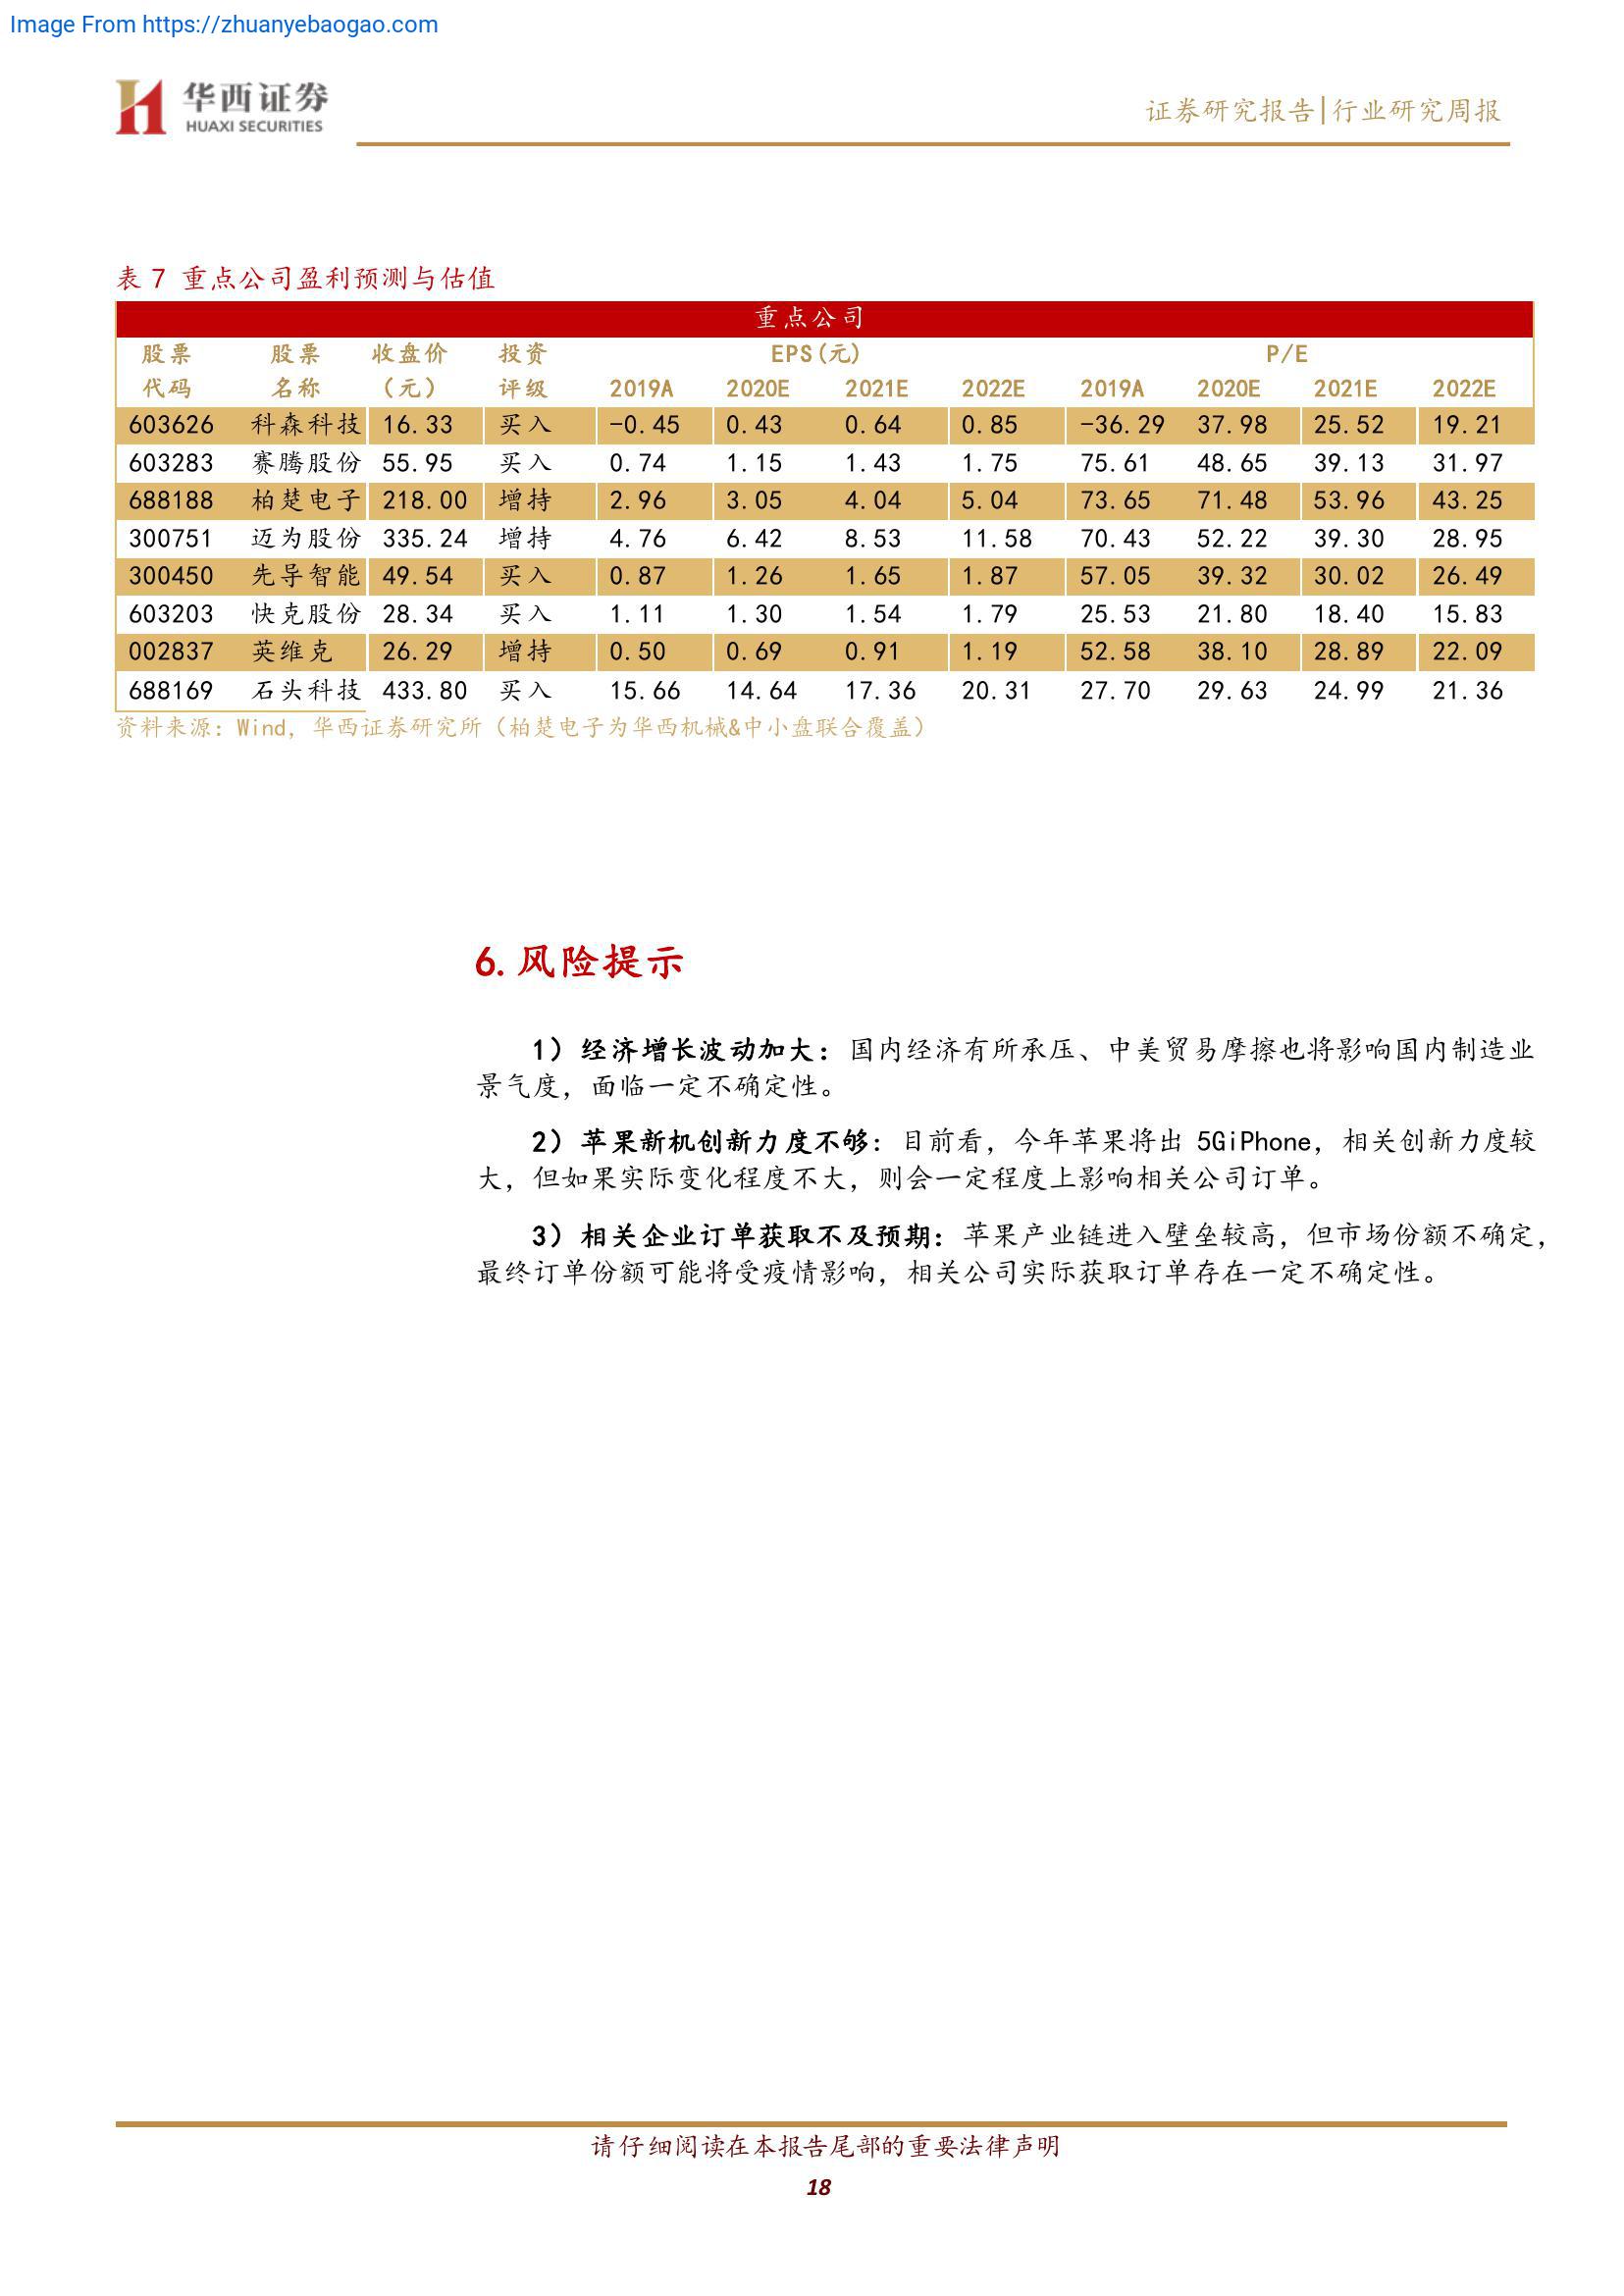 Image From https://zhuanyebaogao.com
华西证券
HUAXI SECURITIES
证券研究报告|行业研究周报
表 7 重点公司盈利预测与估值
重点公司
股票 股票 收盘价 投资 EPS(元) P/E
代码 名称 （元） 评级 2019A 2020E 2021E 2022E 2019A 2020E 2021E 2022E
603626 科森科技 16.33 买入 -0.45 0.43 0.64 0.85 -36.29 37.98 25.52 19.21
603283 赛腾股份 55.95 买入 0.74 1.15 1.43 1.75 75.61 48.65 39.13 31.97
688188 柏楚电子 218.00 增持 2.96 3.05 4.04 5.04 73.65 71.48 53.96 43.25
300751 迈为股份 335.24 增持 4.76 6.42 8.53 11.58 70.43 52.22 39.30 28.95
300450 先导智能 49.54 买入 0.87 1.26 1.65 1.87 57.05 39.32 30.02 26.49
603203 快克股份 28.34 买入 1.11 1.30 1.54 1.79 25.53 21.80 18.40 15.83
002837 英维克 26.29 增持 0.50 0.69 0.91 1.19 52.58 38.10 28.89 22.09
688169 石头科技 433.80 买入 15.66 14.64 17.36 20.31 27.70 29.63 24.99 21.36
资料来源：Wind，华西证券研究所（柏楚电子为华西机械&中小盘联合覆盖）
6.风险提示
1）经济增长波动加大：国内经济有所承压、中美贸易摩擦也将影响国内制造业
景气度，面临一定不确定性。
2）苹果新机创新力度不够：目前看，今年苹果将出 5GiPhone，相关创新力度较
大，但如果实际变化程度不大，则会一定程度上影响相关公司订单。
3）相关企业订单获取不及预期：苹果产业链进入壁垒较高，但市场份额不确定，
最终订单份额可能将受疫情影响，相关公司实际获取订单存在一定不确定性。
请仔细阅读在本报告尾部的重要法律声明
18